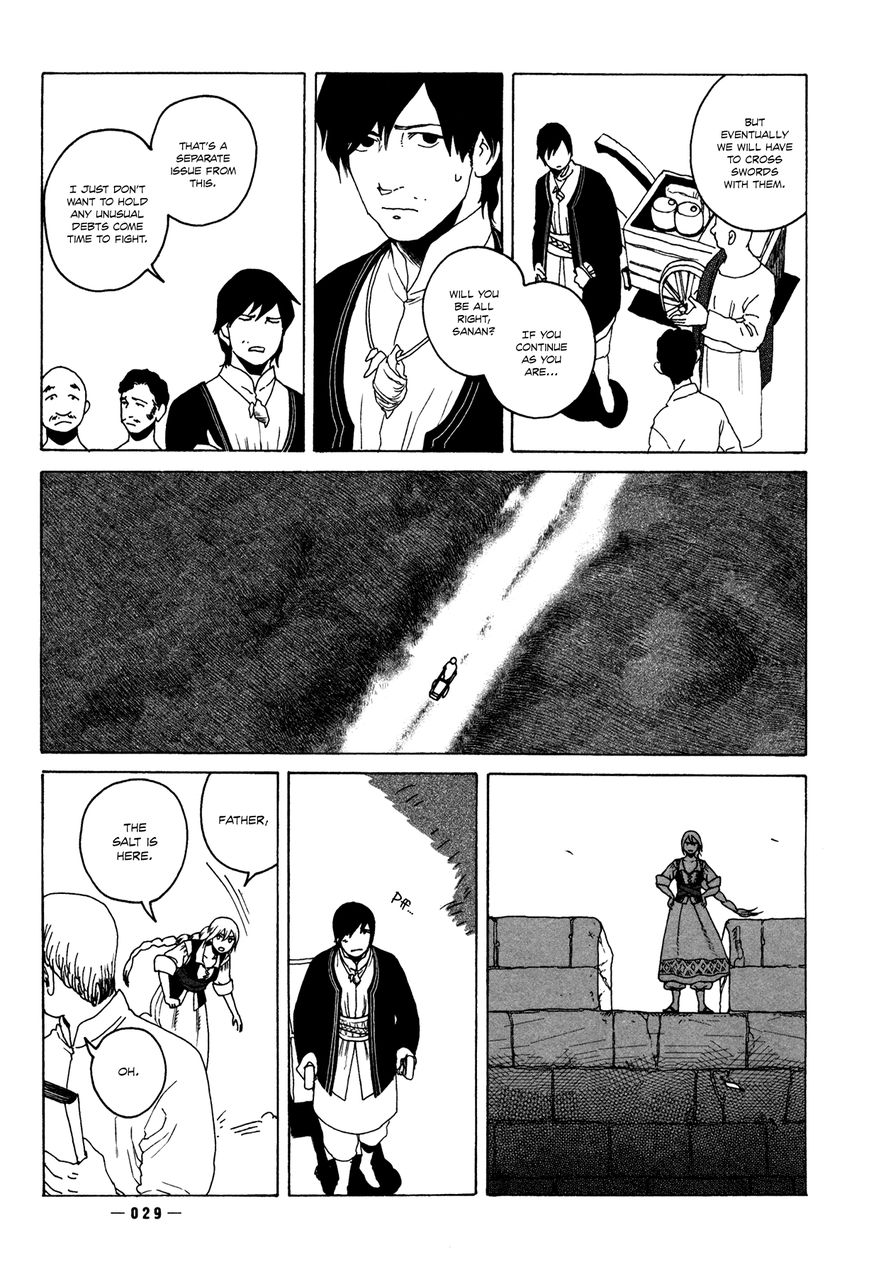 BUT
EVENTUALLY
WE WILL HAVE
TO CROSS
SWORDS
WITH THEM.
IF YOU
CONTINUE
AS YOU
ARE...
WILL YOU
BE ALL
RIGHT,
SANAN?
THAT'S A
SEPARATE
ISSUE FROM
THIS.
I JUST DON'T
WANT TO HOLD
ANY UNUSUAL
DEBTS COME
TIME TO FIGHT.
Pff...
FATHER,
THE
SALT IS
HERE.
OH.
— 029 —